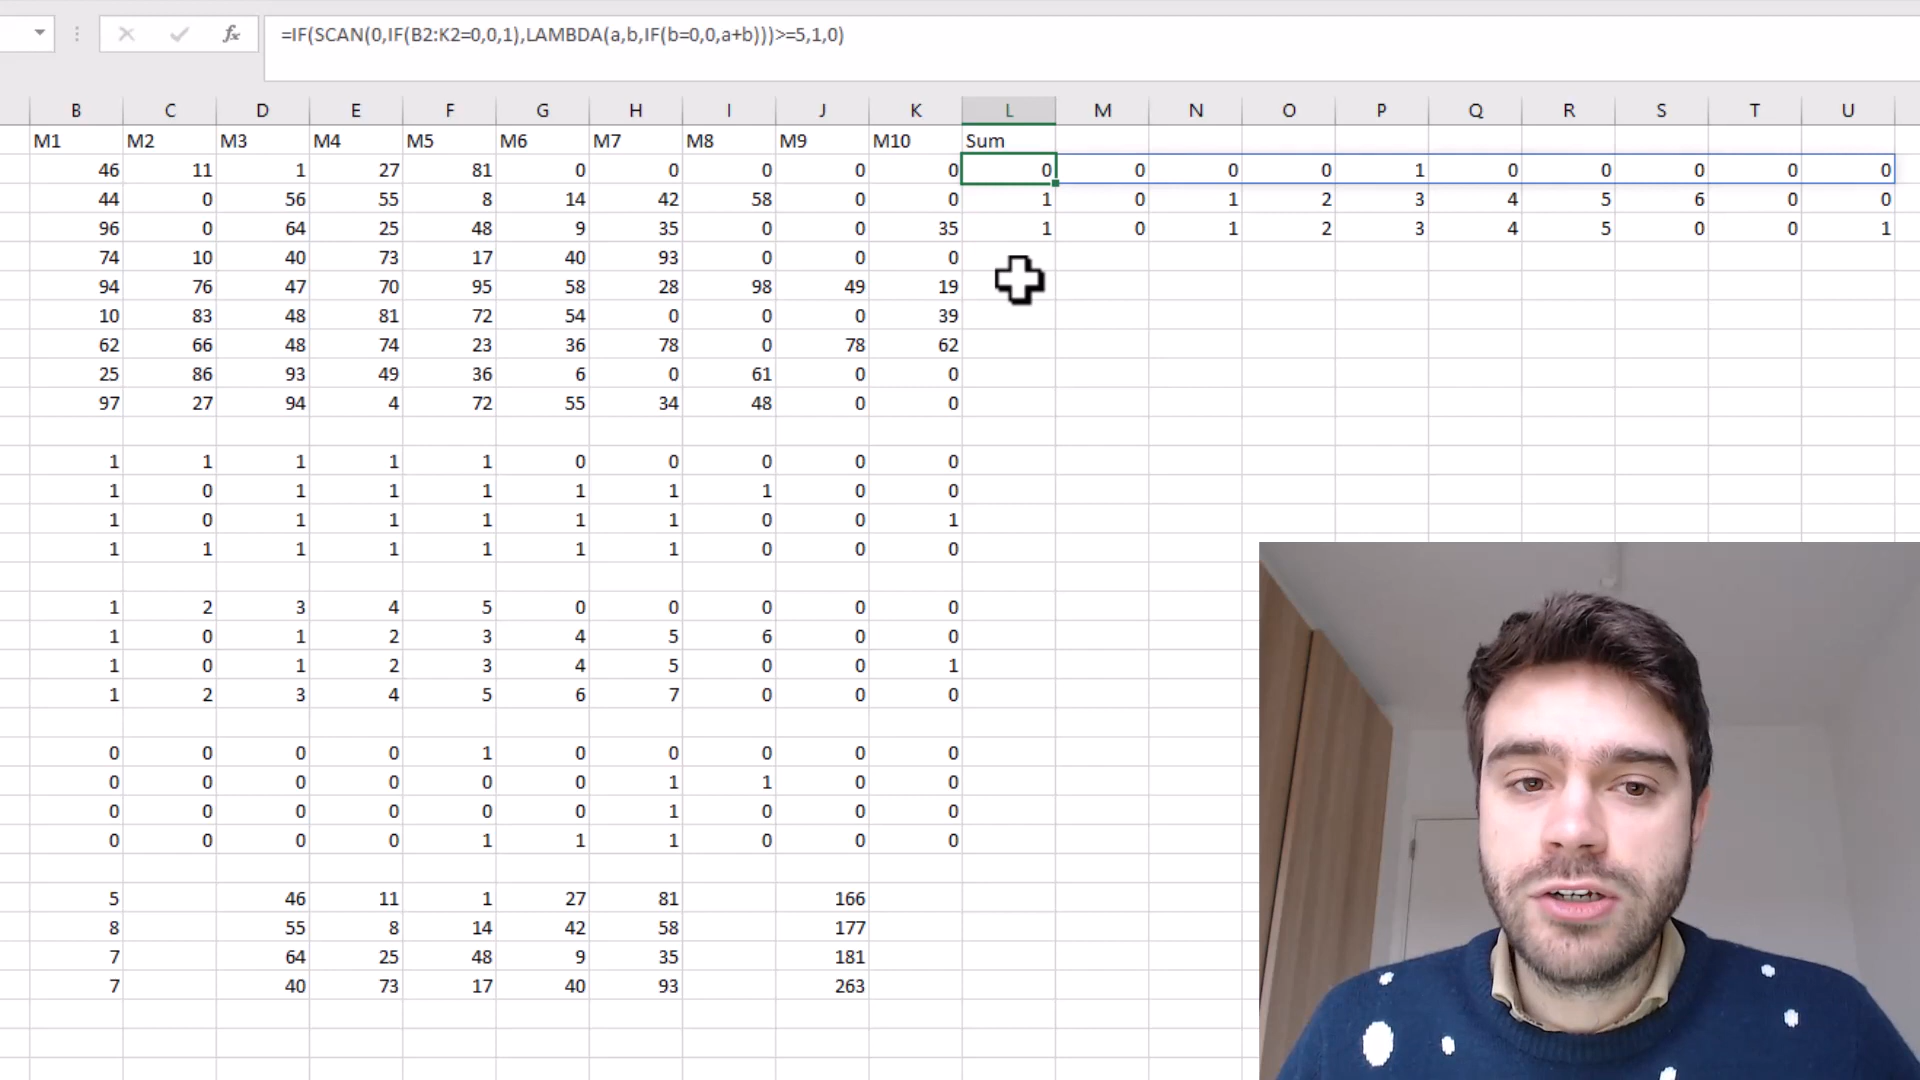 =IF(SCAN(0,IF(B2:K2=0,0,1),LAMBDA(a,b,IF(b=0,0,a+b)))>=5,1,0)
B C D E F G H I J K L M N O P Q R S T U
M1 M2 M3 M4 M5 M6 M7 M8 M9 M10 Sum
46 11 1 27 81 0 0 0 0 0 0 0 0 0 1 0 0 0 0 0
44 0 56 55 8 14 42 58 0 0 1 0 1 2 3 4 5 6 0 0
96 0 64 25 48 9 35 0 0 35 1 0 1 2 3 4 5 0 0 1
74 10 40 73 17 40 93 0 0 0
94 76 47 70 95 58 28 98 49 19
10 83 48 81 72 54 0 0 0 39
62 66 48 74 23 36 78 0 78 62
25 86 93 49 36 6 0 61 0 0
97 27 94 4 72 55 34 48 0 0
1 1 1 1 1 0 0 0 0 0
1 0 1 1 1 1 1 1 0 0
1 0 1 1 1 1 1 0 0 1
1 1 1 1 1 1 1 0 0 0
1 2 3 4 5 0 0 0 0 0
1 0 1 2 3 4 5 6 0 0
1 0 1 2 3 4 5 0 0 1
1 2 3 4 5 6 7 0 0 0
0 0 0 0 1 0 0 0 0 0
0 0 0 0 0 0 1 1 0 0
0 0 0 0 0 0 1 0 0 0
0 0 0 0 1 1 1 0 0 0
5 46 11 1 27 81 166
8 55 8 14 42 58 177
7 64 25 48 9 35 181
7 40 73 17 40 93 263